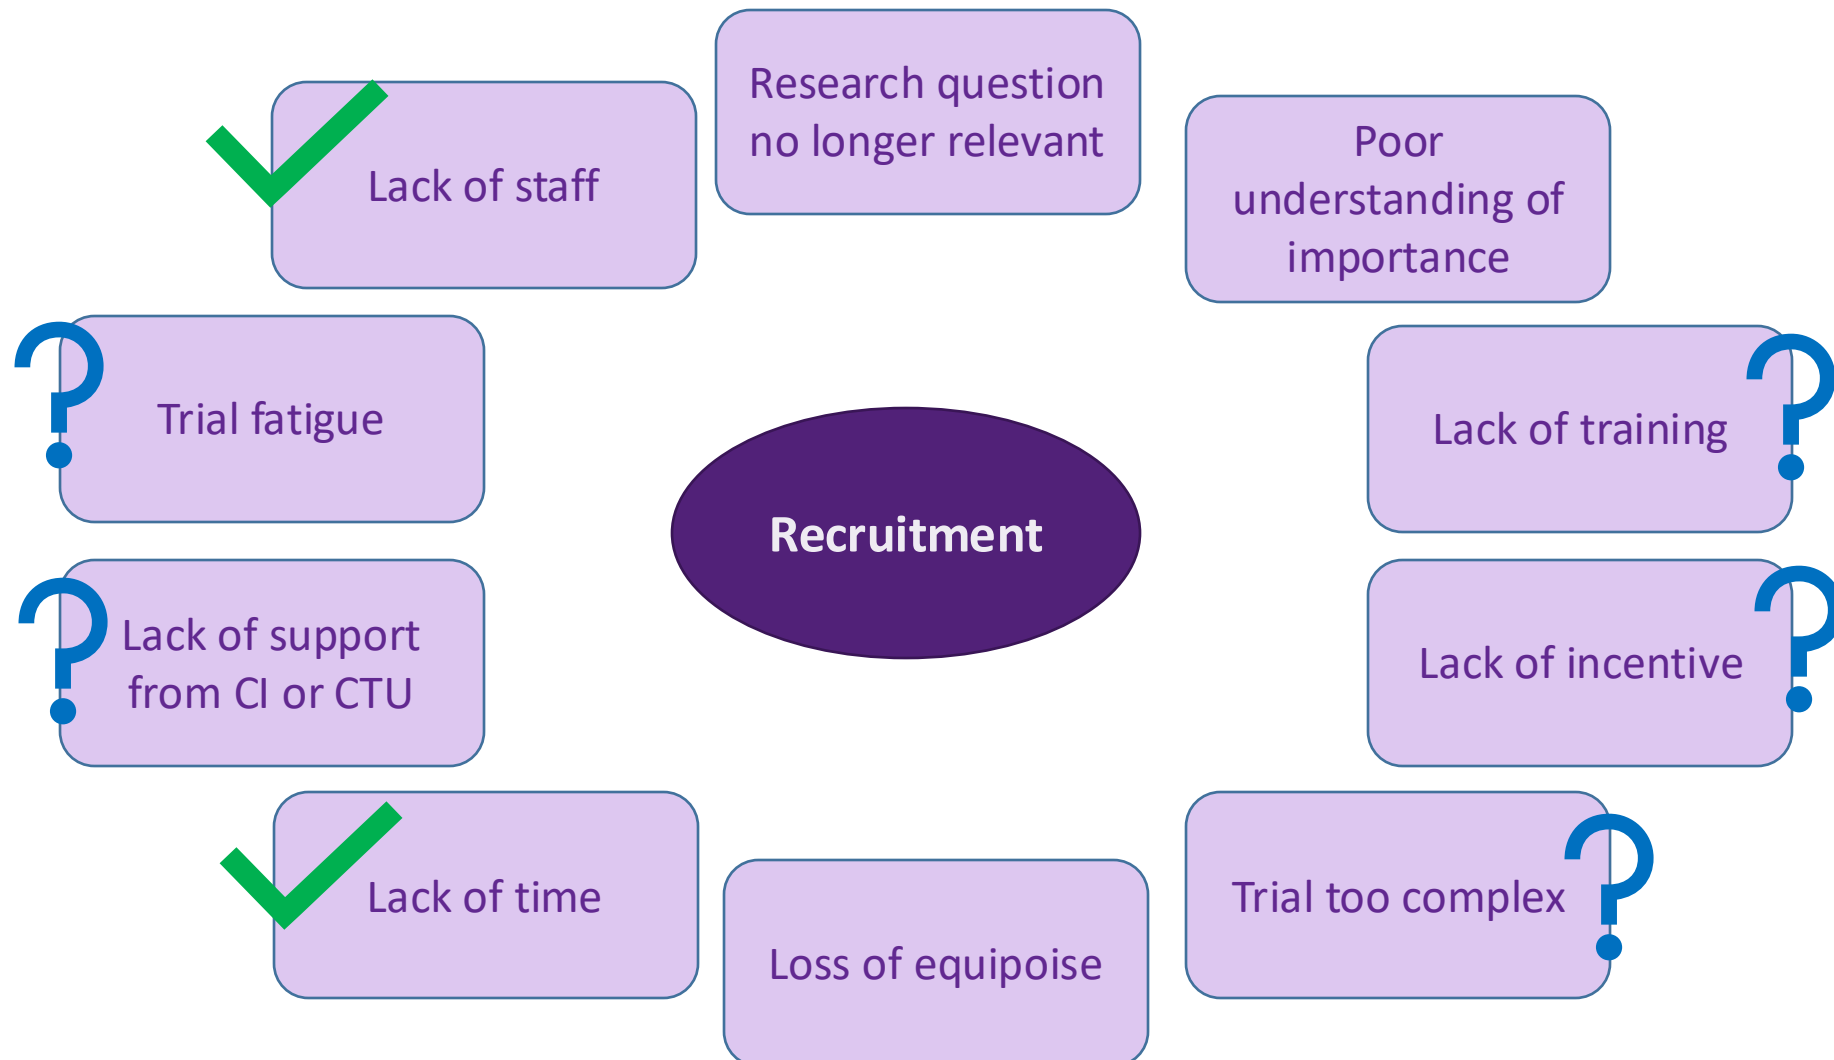 Research question
no longer relevant
Lack of staff
Poor
understanding of
importance
Trial fatigue
Lack of training
Recruitment
Lack of support
from CI or CTU
Lack of incentive
Lack of time
Trial too complex
Loss of equipoise